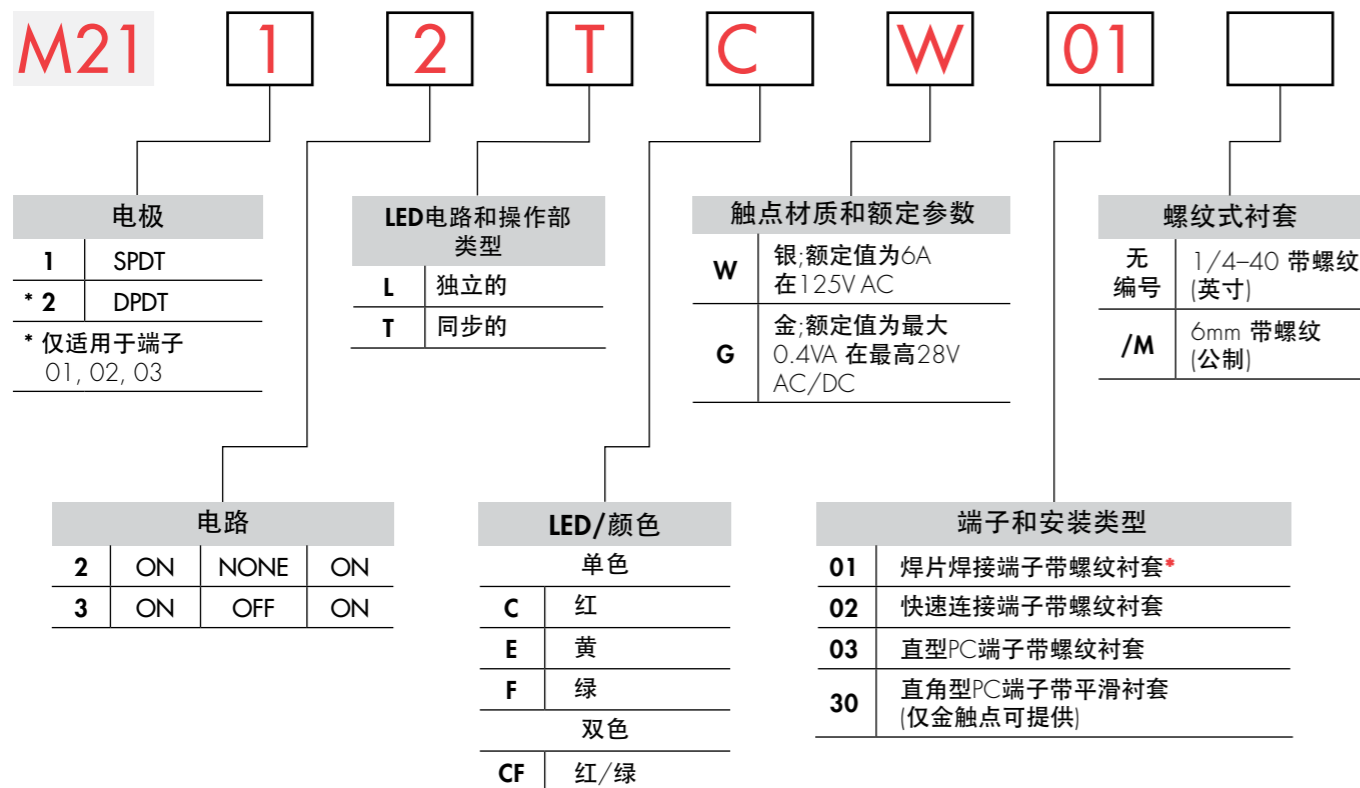 M21 1 2 T C W 01
电极
1 SPDT
* 2 DPDT
* 仅适用于端子
01, 02, 03
LED电路和操作部
类型
L 独立的
T 同步的
触点材质和额定参数
W 银;额定值为6A
在125V AC
G 金;额定值为最大
0.4VA 在最高28V
AC/DC
螺纹式衬套
无
编号
1/4–40 带螺纹
(英寸)
/M 6mm 带螺纹
(公制)
电路
2 ON NONE ON
3 ON OFF ON
LED/颜色
单色
C 红
E 黄
F 绿
双色
CF 红/绿
端子和安装类型
01 焊片焊接端子带螺纹衬套*
02 快速连接端子带螺纹衬套
03 直型PC端子带螺纹衬套
30 直角型PC端子带平滑衬套
(仅金触点可提供)